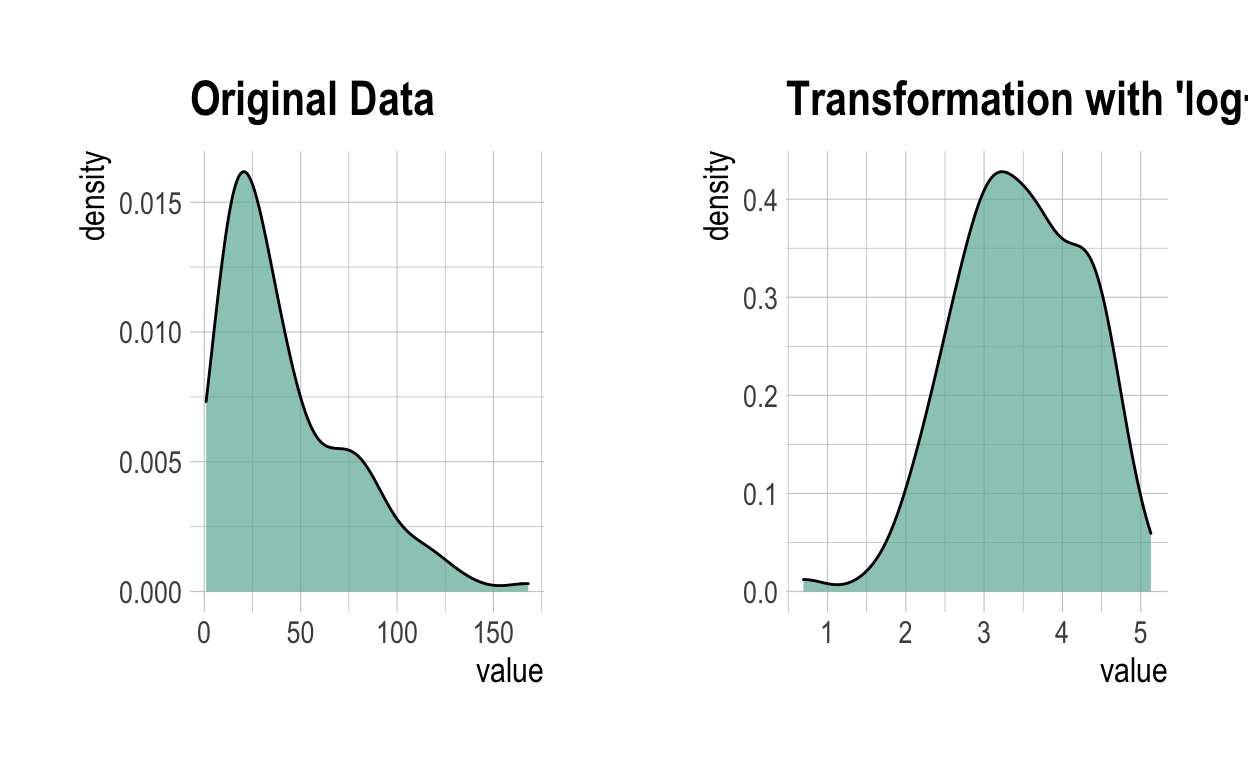 Original Data
density
0.015
0.010
0.005
0.000
0 50 100 150
value
Transformation with 'log-
density
0.4
0.3
0.2
0.1
0.0
1 2 3 4 5
value